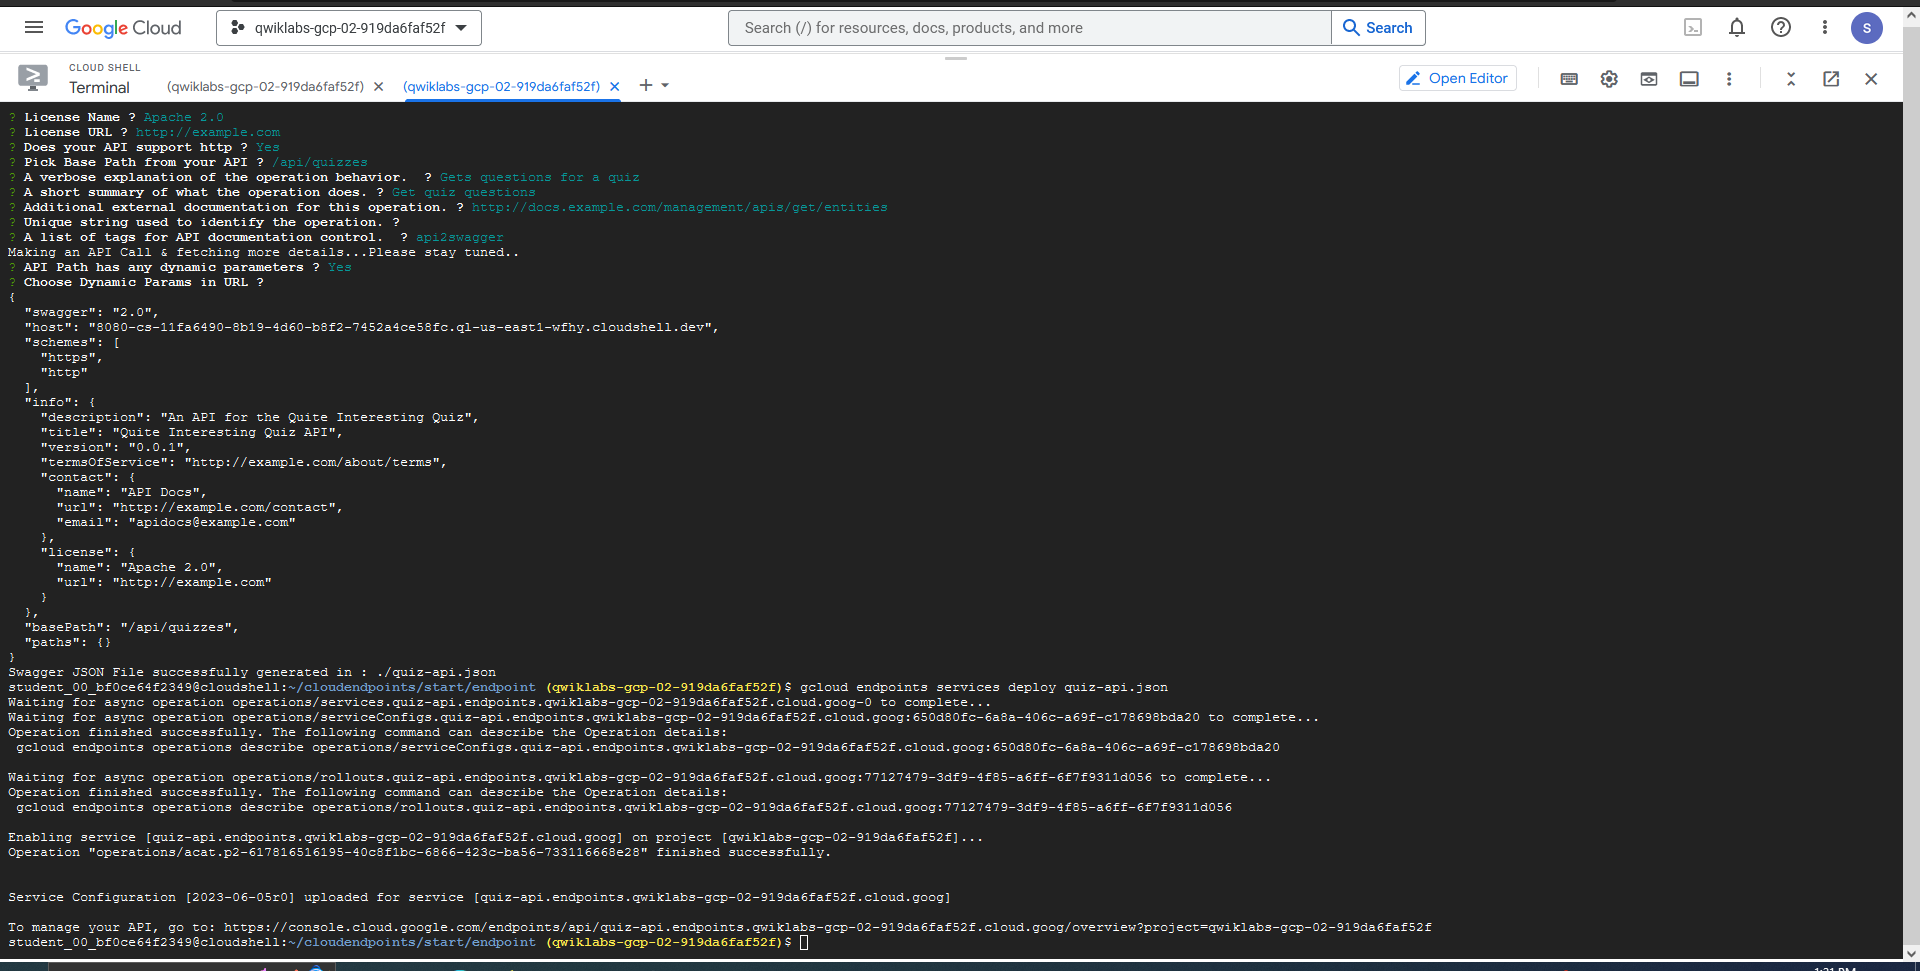 Google Cloud
qwiklabs-gcp-02-919da6faf52f
Search (/) for resources, docs, products, and more
Search
S
CLOUD SHELL
Terminal
(qwiklabs-gcp-02-919da6faf52f)
(qwiklabs-gcp-02-919da6faf52f)
Open Editor
? License Name ? Apache 2.0
? License URL ? http://example.com
? Does your API support http ? Yes
? Pick Base Path from your API ? /api/quizzes
? A verbose explanation of the operation behavior.  ? Gets questions for a quiz
? A short summary of what the operation does. ? Get quiz questions
? Additional external documentation for this operation. ? http://docs.example.com/management/apis/get/entities
? Unique string used to identify the operation. ?
? A list of tags for API documentation control.  ? api2swagger
Making an API Call & fetching more details...Please stay tuned..
? API Path has any dynamic parameters ? Yes
? Choose Dynamic Params in URL ?
{
  "swagger": "2.0",
  "host": "8080-cs-11fa6490-8b19-4d60-b8f2-7452a4ce58fc.ql-us-east1-wfhy.cloudshell.dev",
  "schemes": [
    "https",
    "http"
  ],
  "info": {
    "description": "An API for the Quite Interesting Quiz",
    "title": "Quite Interesting Quiz API",
    "version": "0.0.1",
    "termsOfService": "http://example.com/about/terms",
    "contact": {
      "name": "API Docs",
      "url": "http://example.com/contact",
      "email": "apidocs@example.com"
    },
    "license": {
      "name": "Apache 2.0",
      "url": "http://example.com"
    }
  },
  "basePath": "/api/quizzes",
  "paths": {}
}
Swagger JSON File successfully generated in : ./quiz-api.json
student_00_bf0ce64f2349@cloudshell:~/cloudendpoints/start/endpoint (qwiklabs-gcp-02-919da6faf52f)$ gcloud endpoints services deploy quiz-api.json
Waiting for async operation operations/services.quiz-api.endpoints.qwiklabs-gcp-02-919da6faf52f.cloud.goog-0 to complete...
Waiting for async operation operations/serviceConfigs.quiz-api.endpoints.qwiklabs-gcp-02-919da6faf52f.cloud.goog:650d80fc-6a8a-406c-a69f-c178698bda20 to complete...
Operation finished successfully. The following command can describe the Operation details:
 gcloud endpoints operations describe operations/serviceConfigs.quiz-api.endpoints.qwiklabs-gcp-02-919da6faf52f.cloud.goog:650d80fc-6a8a-406c-a69f-c178698bda20
Waiting for async operation operations/rollouts.quiz-api.endpoints.qwiklabs-gcp-02-919da6faf52f.cloud.goog:77127479-3df9-4f85-a6ff-6f7f9311d056 to complete...
Operation finished successfully. The following command can describe the Operation details:
 gcloud endpoints operations describe operations/rollouts.quiz-api.endpoints.qwiklabs-gcp-02-919da6faf52f.cloud.goog:77127479-3df9-4f85-a6ff-6f7f9311d056
Enabling service [quiz-api.endpoints.qwiklabs-gcp-02-919da6faf52f.cloud.goog] on project [qwiklabs-gcp-02-919da6faf52f]...
Operation "operations/acat.p2-617816516195-40c8f1bc-6866-423c-ba56-733116668e28" finished successfully.
Service Configuration [2023-06-05r0] uploaded for service [quiz-api.endpoints.qwiklabs-gcp-02-919da6faf52f.cloud.goog]
To manage your API, go to: https://console.cloud.google.com/endpoints/api/quiz-api.endpoints.qwiklabs-gcp-02-919da6faf52f.cloud.goog/overview?project=qwiklabs-gcp-02-919da6faf52f
student_00_bf0ce64f2349@cloudshell:~/cloudendpoints/start/endpoint (qwiklabs-gcp-02-919da6faf52f)$